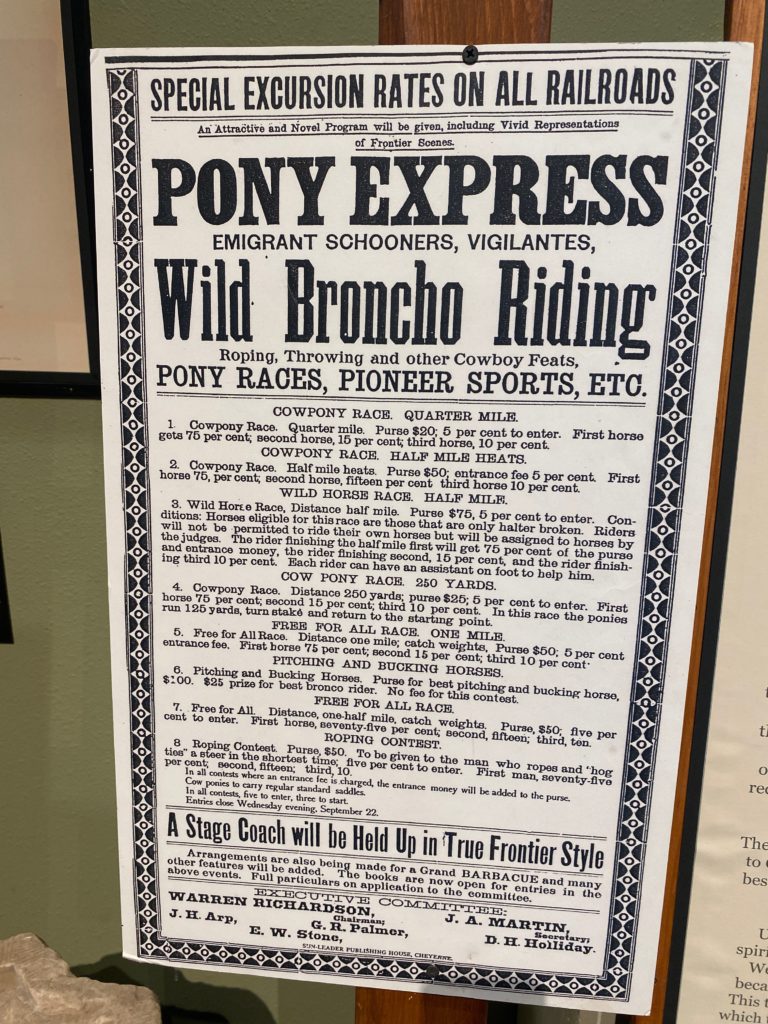 SPECIAL EXCURSION RATES ON ALL RAILROADS
An Attractive and Novel Program will be given, including Vivid Representations
of Frontier Scenes.
PONY EXPRESS
EMIGRANT SCHOONERS, VIGILANTES,
Wild Broncho Riding
Roping, Throwing and other Cowboy Feats,
PONY RACES, PIONEER SPORTS, ETC.
COWPONY RACE. QUARTER MILE.
1. Cowpony Race. Quarter mile. Purse $20; 5 per cent to enter. First horse
gets 75 per cent; second horse, 15 per cent; third horse, 10 per cent.
COWPONY RACE. HALF MILE HEATS.
2. Cowpony Race. Half mile heats. Purse $50; entrance fee 5 per cent. First
horse 75, per cent; second horse, fifteen per cent third horse 10 per cent.
WILD HORSE RACE. HALF MILE.
3. Wild Horse Race, Distance half mile. Purse $75, 5 per cent to enter. Con-
ditions: Horses eligible for this race are those that are only halter broken. Riders
will not be permitted to ride their own horses but will be assigned to horses by
the judges. The rider finishing the half mile first will get 75 per cent of the purse
and entrance money, the rider finishing second, 15 per cent, and the rider finish-
ing third 10 per cent. Each rider can have an assistant on foot to help him.
COW PONY RACE. 250 YARDS.
4. Cowpony Race. Distance 250 yards; purse $25; 5 per cent to enter. First
horse 75 per cent; second 15 per cent; third 10 per cent. In this race the ponies
run 125 yards, turn stake and return to the starting point.
FREE FOR ALL RACE. ONE MILE.
5. Free for All Race. Distance one mile; catch weights, Purse $50; 5 per cent
entrance fee. First horse 75 per cent; second 15 per cent; third 10 per cent.
PITCHING AND BUCKING HORSES.
6. Pitching and Bucking Horses. Purse for best pitching and bucking horse,
$100. $25 prize for best bronco rider. No fee for this contest.
FREE FOR ALL RACE.
7. Free for All. Distance, one-half mile, catch weights. Purse, $50; five per
cent to enter. First horse, seventy-five per cent; second, fifteen; third, ten.
ROPING CONTEST.
8 Roping Contest. Purse, $50. To be given to the man who ropes and "hog
ties" a steer in the shortest time; five per cent to enter. First man, seventy-five
per cent; second, fifteen; third, 10.
In all contests where an entrance fee is charged, the entrance money will be added to the purse.
Cow ponies to carry regular standard saddles.
In all contests, five to enter, three to start.
Entries close Wednesday evening, September 22.
A Stage Coach will be Held Up in True Frontier Style
Arrangements are also being made for a Grand BARBACUE and many
other features will be added. The books are now open for entries in the
above events. Full particulars on application to the committee.
EXECUTIVE COMMITTEE:
WARREN RICHARDSON, J. A. MARTIN,
Chairman; Secretary;
J. H. Arp, G. R. Palmer,
E. W. Stone, D. H. Holliday.
SUN-LEADER PUBLISHING HOUSE, CHEYENNE.
The
to
best
spiri
We
beca
This t
which